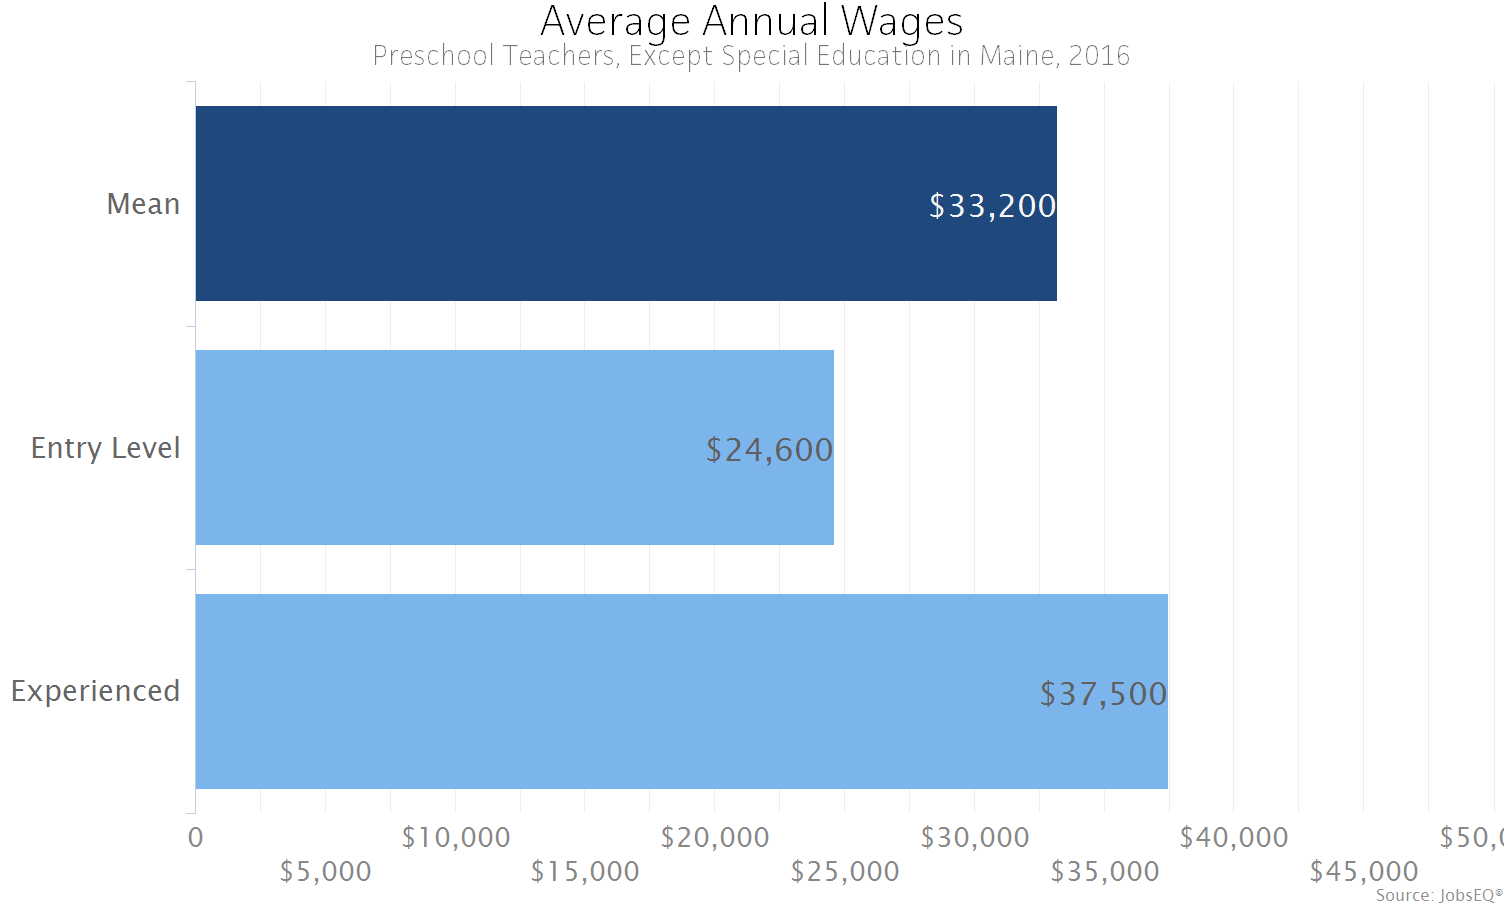 Average Annual Wages
Preschool Teachers, Except Special Education in Maine, 2016
Mean
$33,200
Entry Level
$24,600
Experienced
$37,500
0 $10,000 $20,000 $30,000 $40,000
$5,000 $15,000 $25,000 $35,000 $45,000
Source: JobsEQ®